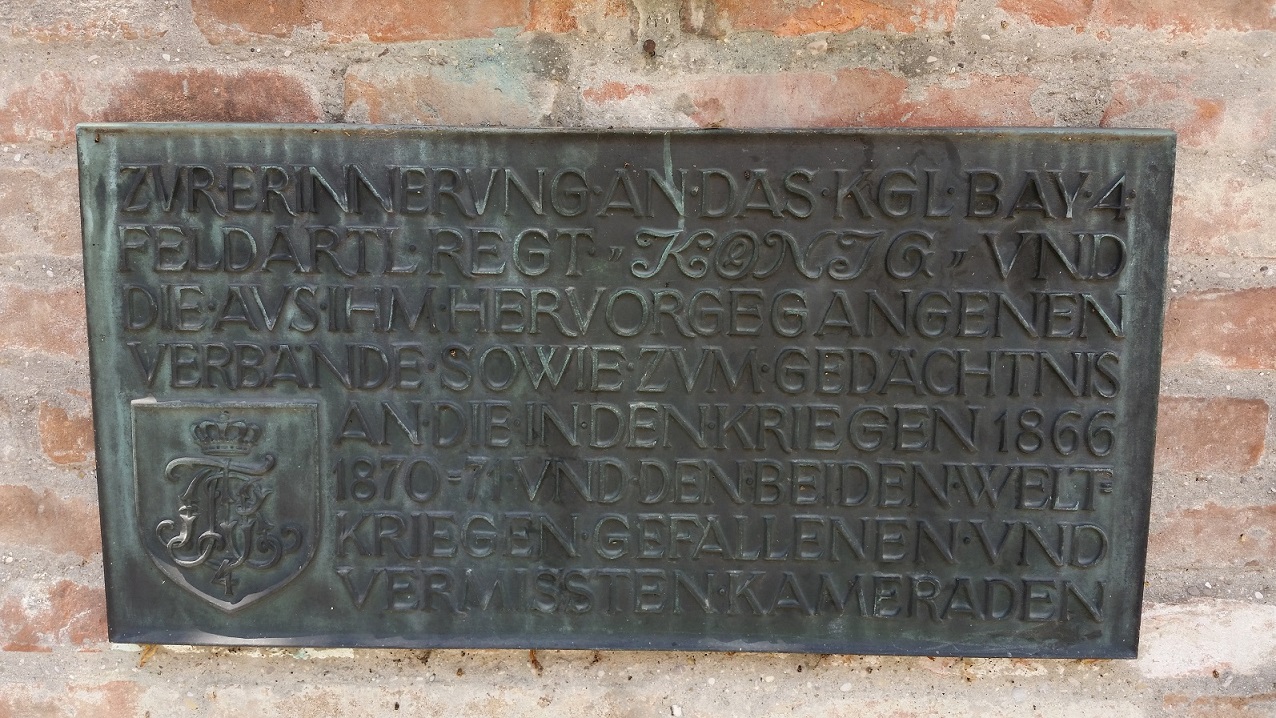 ZVR·ERINNERVNG·AN·DAS·KGL·BAY·4
FELDARTL·REGT·„KÖNIG„·VND
DIE·AVS·IHM·HERVORGEGANGENEN
VERBÄNDE·SOWIE·ZVM·GEDÄCHTNIS
AN·DIE·IN·DEN·KRIEGEN·1866
1870=71·VND·DEN·BEIDEN·WELT=
KRIEGEN·GEFALLENEN·VND
VERMISSTEN·KAMERADEN
4